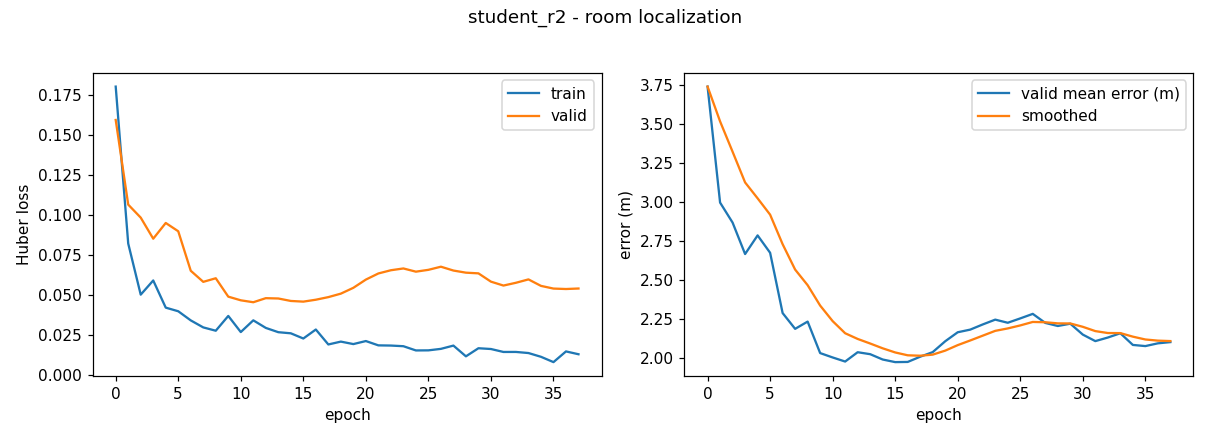 student_r2 - room localization
Huber loss
0.175
0.150
0.125
0.100
0.075
0.050
0.025
0.000
train
valid
0 5 10 15 20 25 30 35
epoch
error (m)
3.75
3.50
3.25
3.00
2.75
2.50
2.25
2.00
valid mean error (m)
smoothed
0 5 10 15 20 25 30 35
epoch